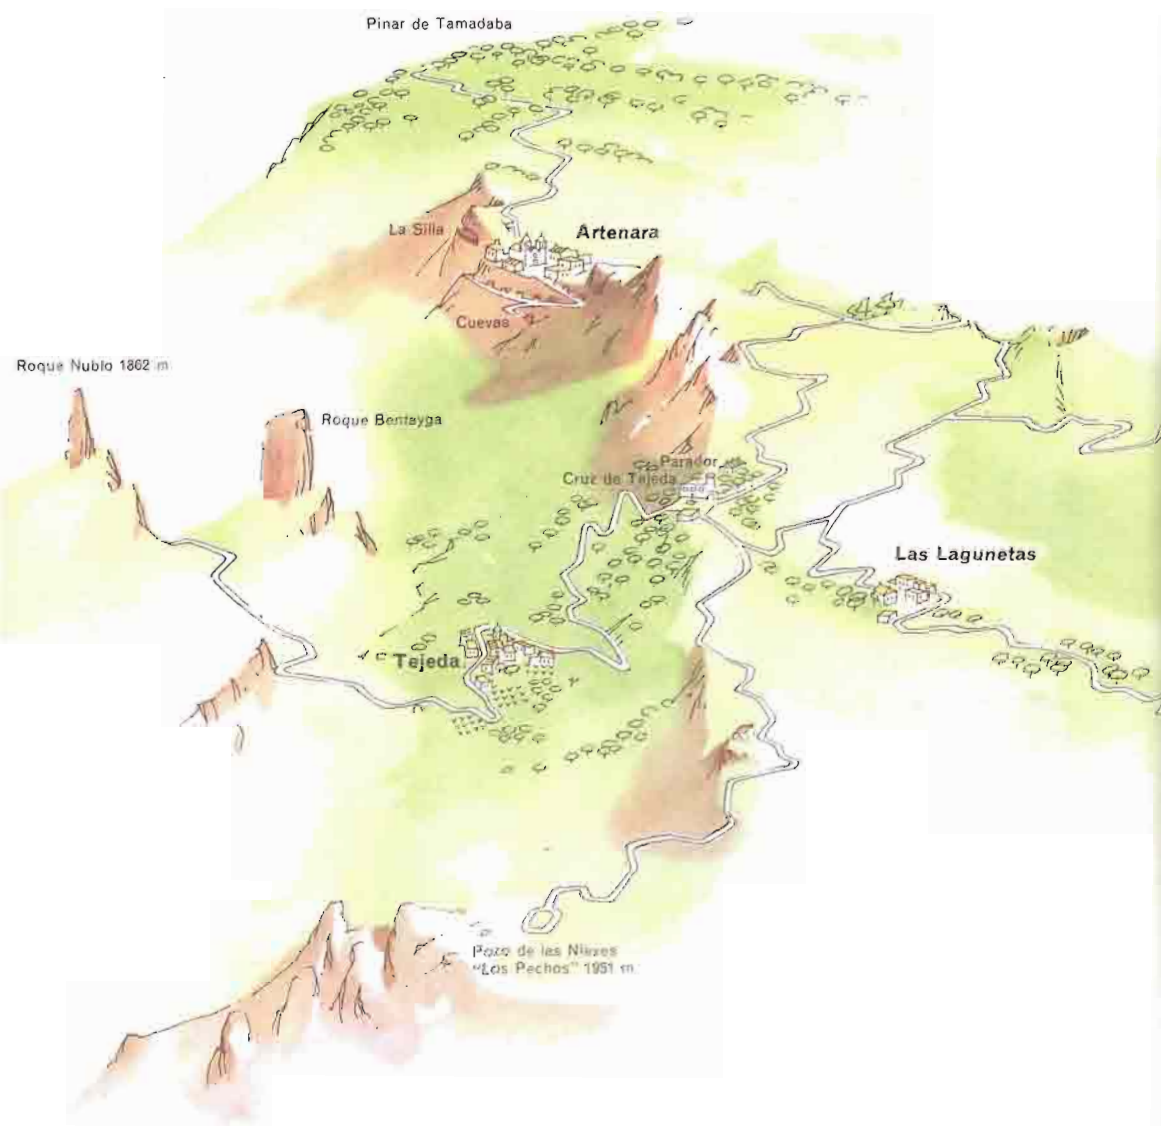 Pinar de Tamadaba
La Silla
Artenara
Cuevas
Roque Nublo 1862 m
Roque Bentayga
Parador
Cruz de Tejeda
Las Lagunetas
Tejeda
Pozo de las Nieves
"Los Pechos" 1951 m